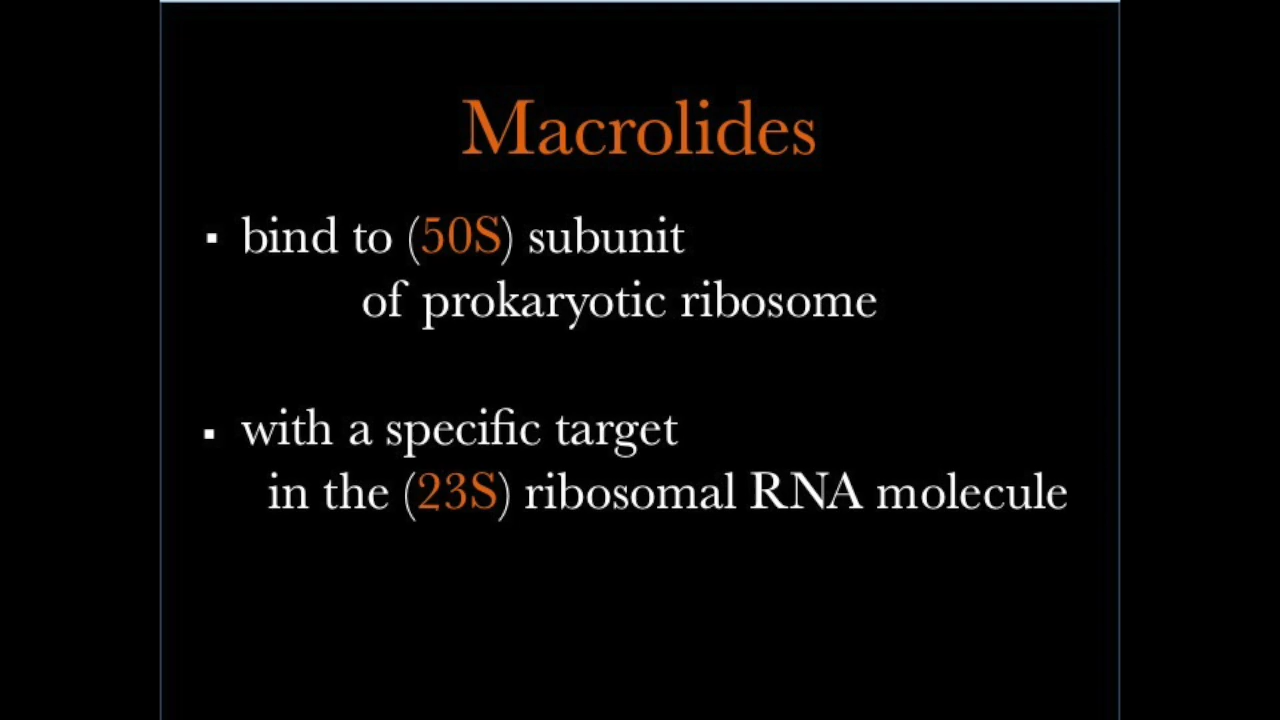 Macrolides
▪ bind to (50S) subunit
of prokaryotic ribosome
▪ with a specific target
in the (23S) ribosomal RNA molecule